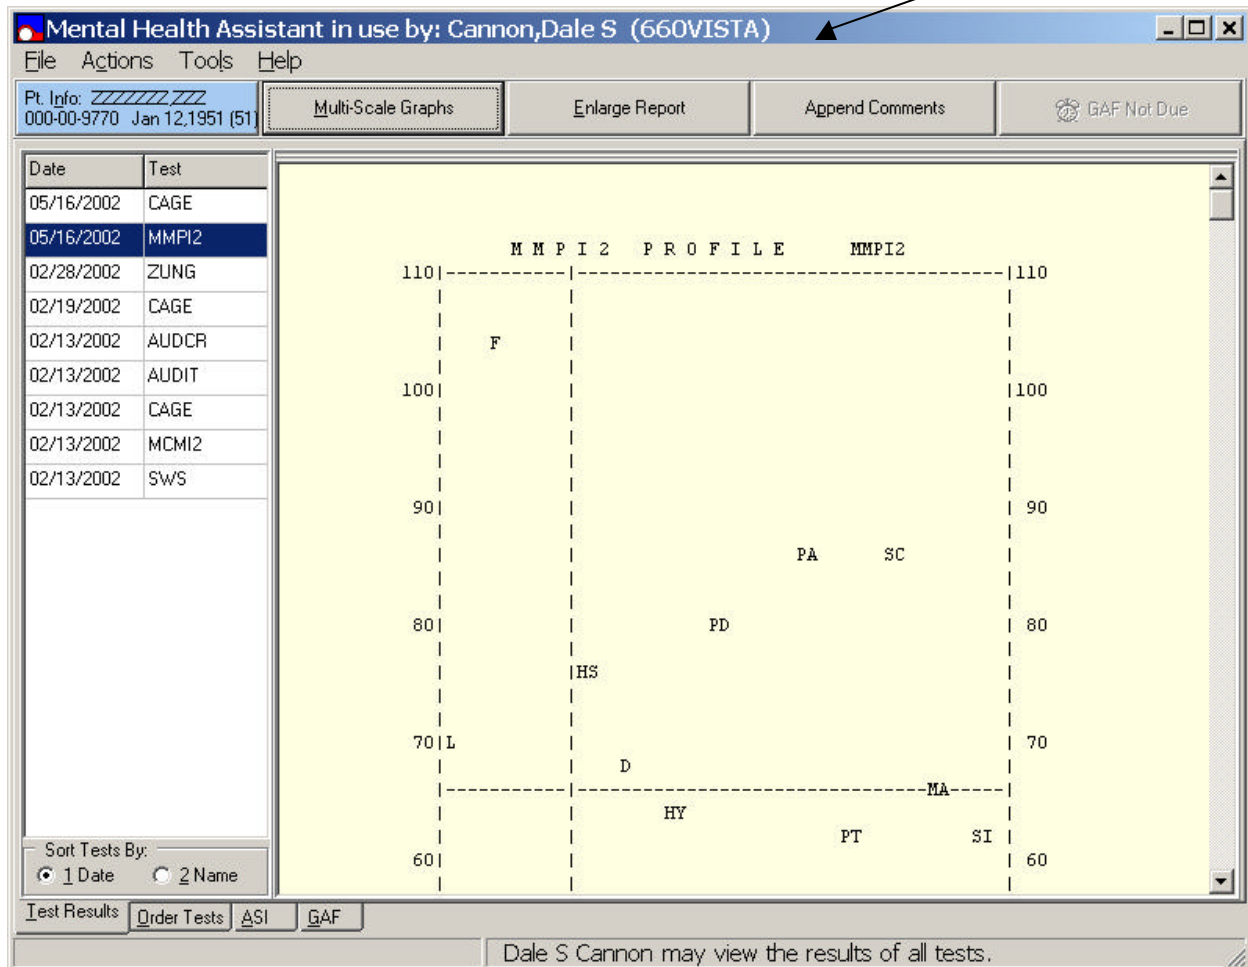 Mental Health Assistant in use by: Cannon,Dale S (660VISTA)
File Actions Tools Help
Pt. Info: ZZZZZZZ,ZZZ
000-00-9770 Jan 12,1951 (51)
Multi-Scale Graphs
Enlarge Report
Append Comments
GAF Not Due
Date Test
05/16/2002 CAGE
05/16/2002 MMPI2
02/28/2002 ZUNG
02/19/2002 CAGE
02/13/2002 AUDCR
02/13/2002 AUDIT
02/13/2002 CAGE
02/13/2002 MCMI2
02/13/2002 SWS
Sort Tests By:
1 Date 2 Name
M M P I 2 P R O F I L E MMPI2
110|-----------|---------------------------------------|110
F
100| |100
90| | 90
PA SC
80| PD | 80
HS
70|L | 70
D
MA
HY
PT SI
60| | 60
Test Results Order Tests ASI GAF
Dale S Cannon may view the results of all tests.